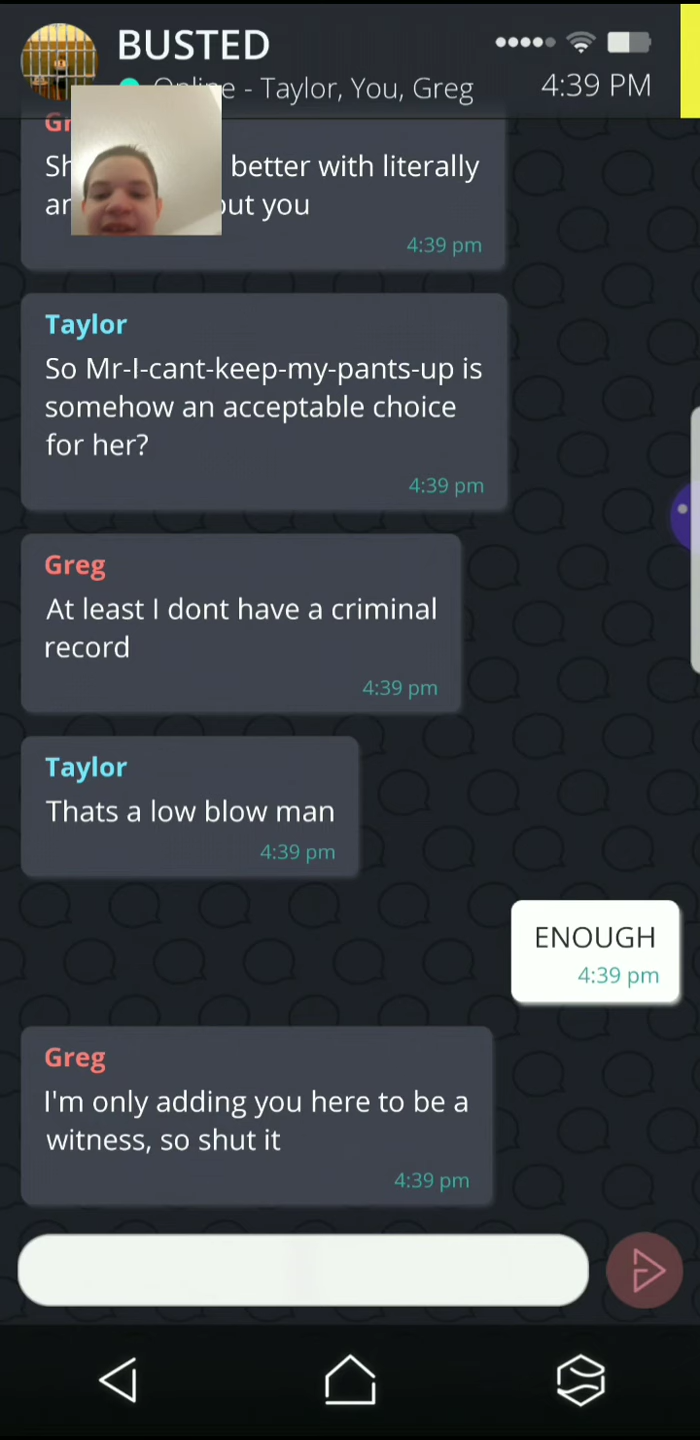 BUSTED
e - Taylor, You, Greg
4:39 PM
better with literally
but you
4:39 pm
Taylor
So Mr-I-cant-keep-my-pants-up is
somehow an acceptable choice
for her?
4:39 pm
Greg
At least I dont have a criminal
record
4:39 pm
Taylor
Thats a low blow man
4:39 pm
ENOUGH
4:39 pm
Greg
I'm only adding you here to be a
witness, so shut it
4:39 pm